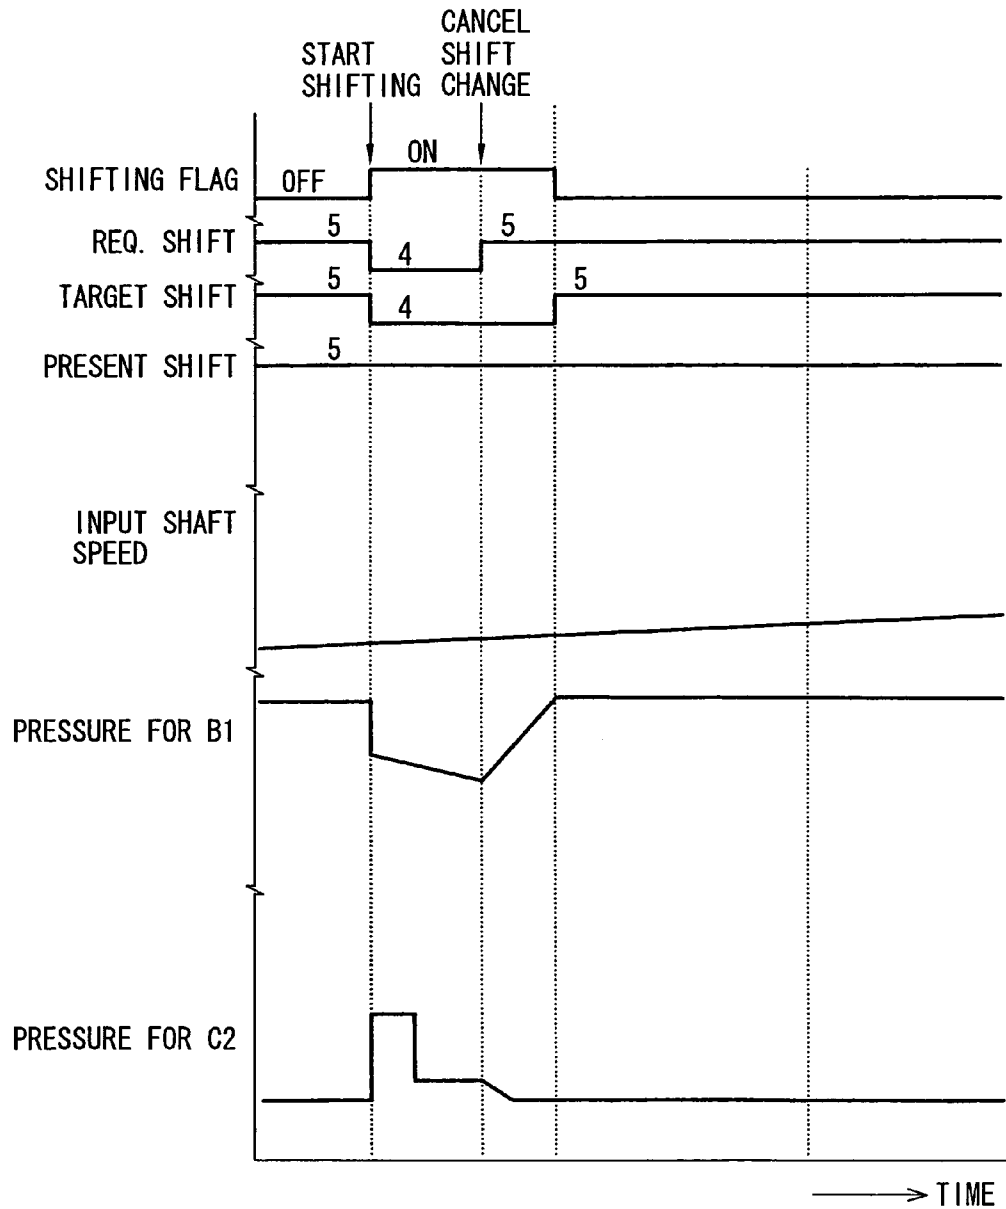 START
SHIFTING
CANCEL
SHIFT
CHANGE
SHIFTING FLAG
OFF
ON
REQ. SHIFT
5
4
5
TARGET SHIFT
5
4
5
PRESENT SHIFT
5
INPUT SHAFT
SPEED
PRESSURE FOR B1
PRESSURE FOR C2
TIME